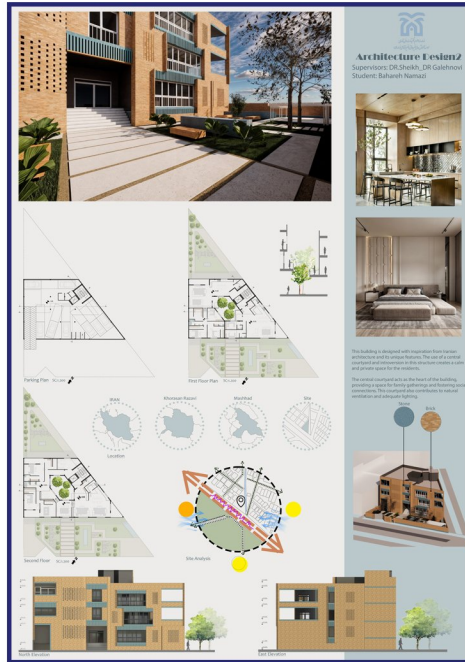 Architecture Design2
Supervisors: DR.Sheikh_DR Galehnovi
Student: Bahareh Namazi
Parking Plan
First Floor Plan
This building is designed with inspiration from Iranian
architecture and its unique features. The use of a central
courtyard and introversion in this structure creates a calm
and private space for the residents.
The central courtyard acts as the heart of the building,
providing a space for family gatherings and fostering social
connections. This courtyard also contributes to natural
ventilation and adequate lighting.
Khorasan Razavi
Mashhad
Site
Location
Brick
Second Floor
Site Analysis
North Elevation
East Elevation